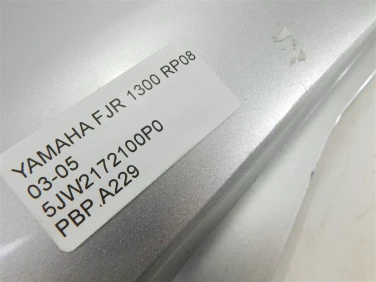 YAMAHA FJR 1300 RP08
03-05
5JW2172100P0
PBP.A229